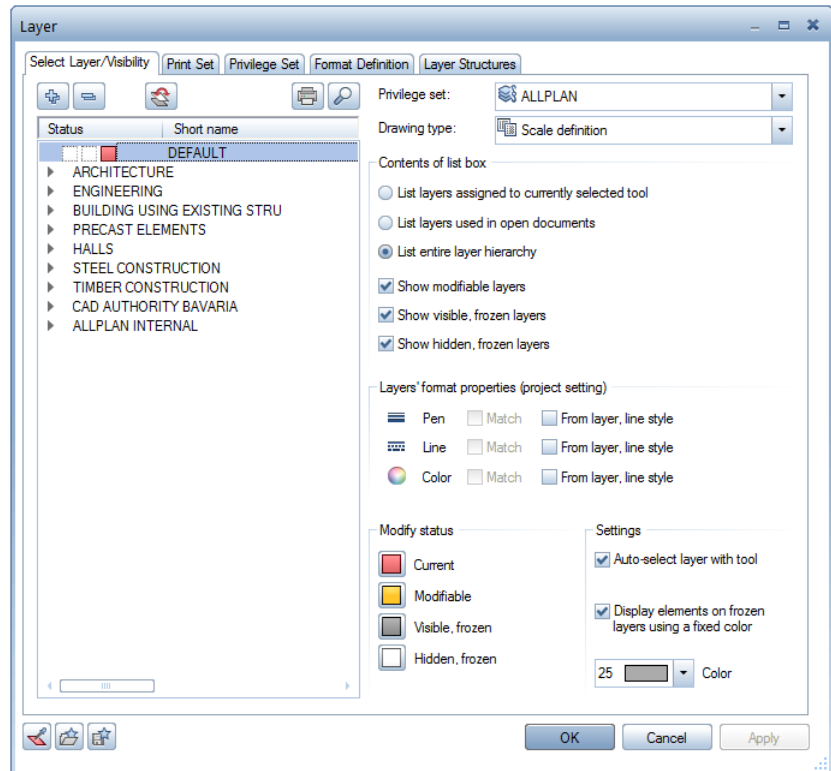 Layer
Select Layer/Visibility Print Set Privilege Set Format Definition Layer Structures
Privilege set: ALLPLAN
Drawing type: Scale definition
Status Short name
DEFAULT
ARCHITECTURE
ENGINEERING
BUILDING USING EXISTING STRU
PRECAST ELEMENTS
HALLS
STEEL CONSTRUCTION
TIMBER CONSTRUCTION
CAD AUTHORITY BAVARIA
ALLPLAN INTERNAL
Contents of list box
List layers assigned to currently selected tool
List layers used in open documents
List entire layer hierarchy
Show modifiable layers
Show visible, frozen layers
Show hidden, frozen layers
Layers' format properties (project setting)
Pen Match From layer, line style
Line Match From layer, line style
Color Match From layer, line style
Modify status
Current
Modifiable
Visible, frozen
Hidden, frozen
Settings
Auto-select layer with tool
Display elements on frozen
layers using a fixed color
25 Color
OK Cancel Apply